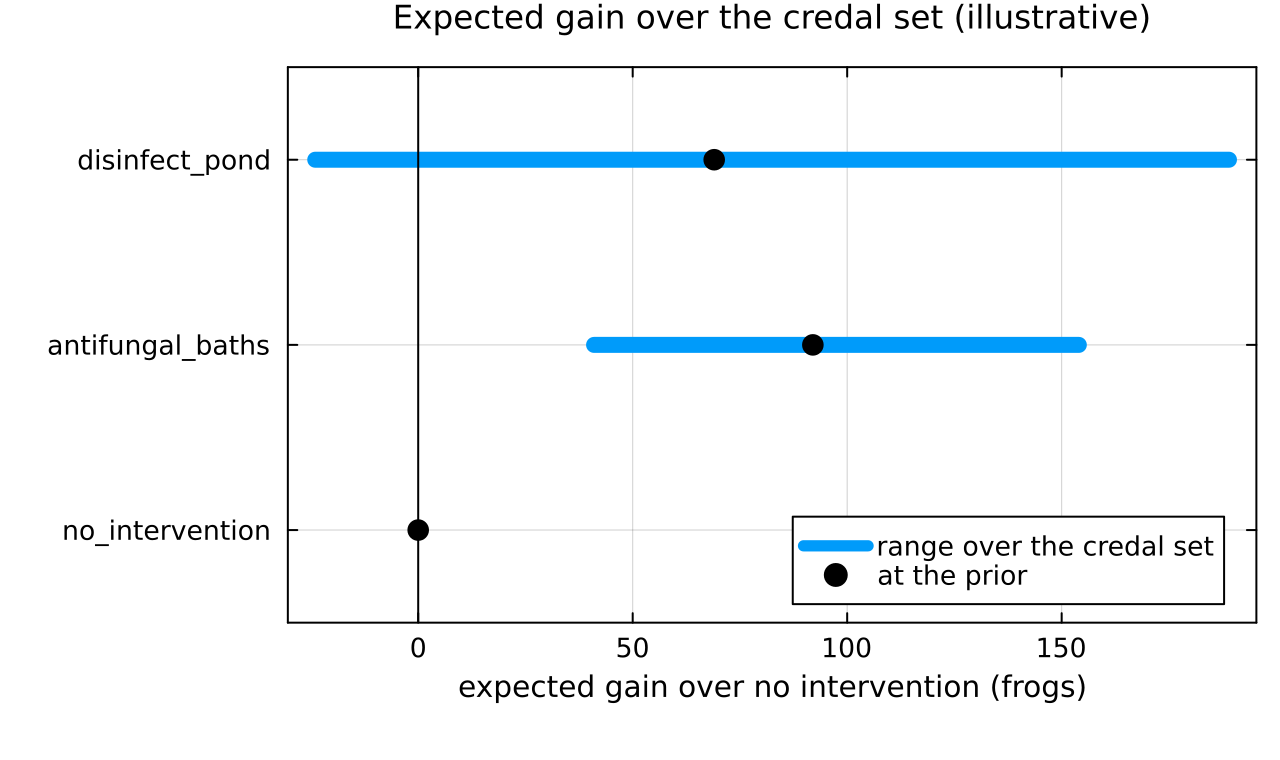 Expected gain over the credal set (illustrative)
disinfect_pond
antifungal_baths
no_intervention
range over the credal set
at the prior
0 50 100 150
expected gain over no intervention (frogs)